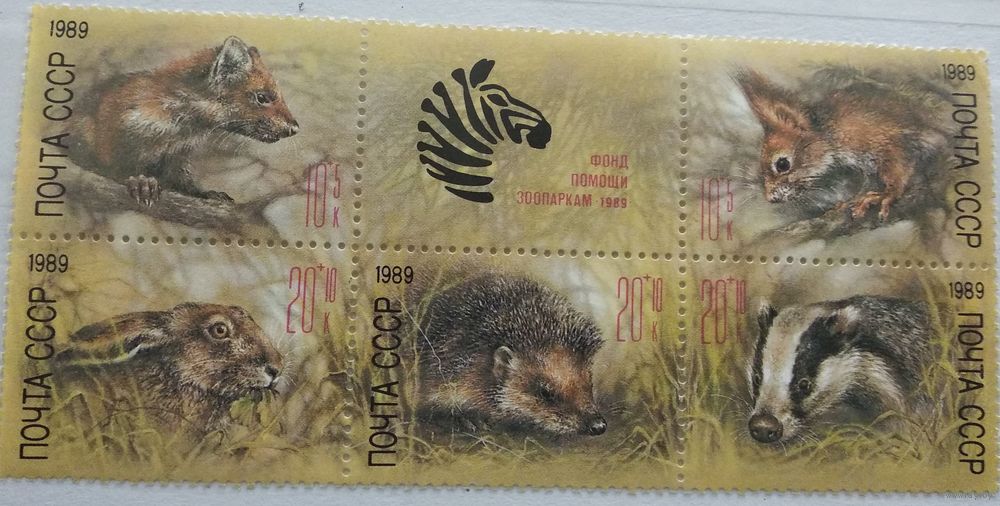 1989
ПОЧТА СССР
10+5
К
ФОНД
ПОМОЩИ
ЗООПАРКАМ · 1989
1989
ПОЧТА СССР
10+5
К
1989
ПОЧТА СССР
20+10
К
1989
ПОЧТА СССР
20+10
К
1989
ПОЧТА СССР
20+10
К